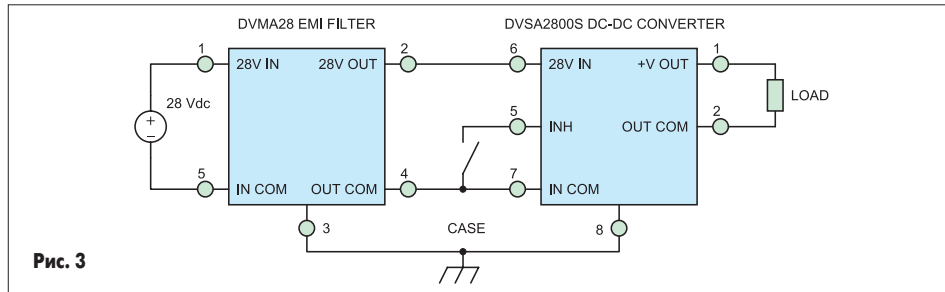 DVMA28 EMI FILTER
DVSA2800S DC-DC CONVERTER
1
28V IN
28V OUT
2
6
28V IN
+V OUT
1
28 Vdc
+
−
5
INH
LOAD
OUT COM
2
5
IN COM
OUT COM
4
7
IN COM
3
CASE
8
Рис. 3